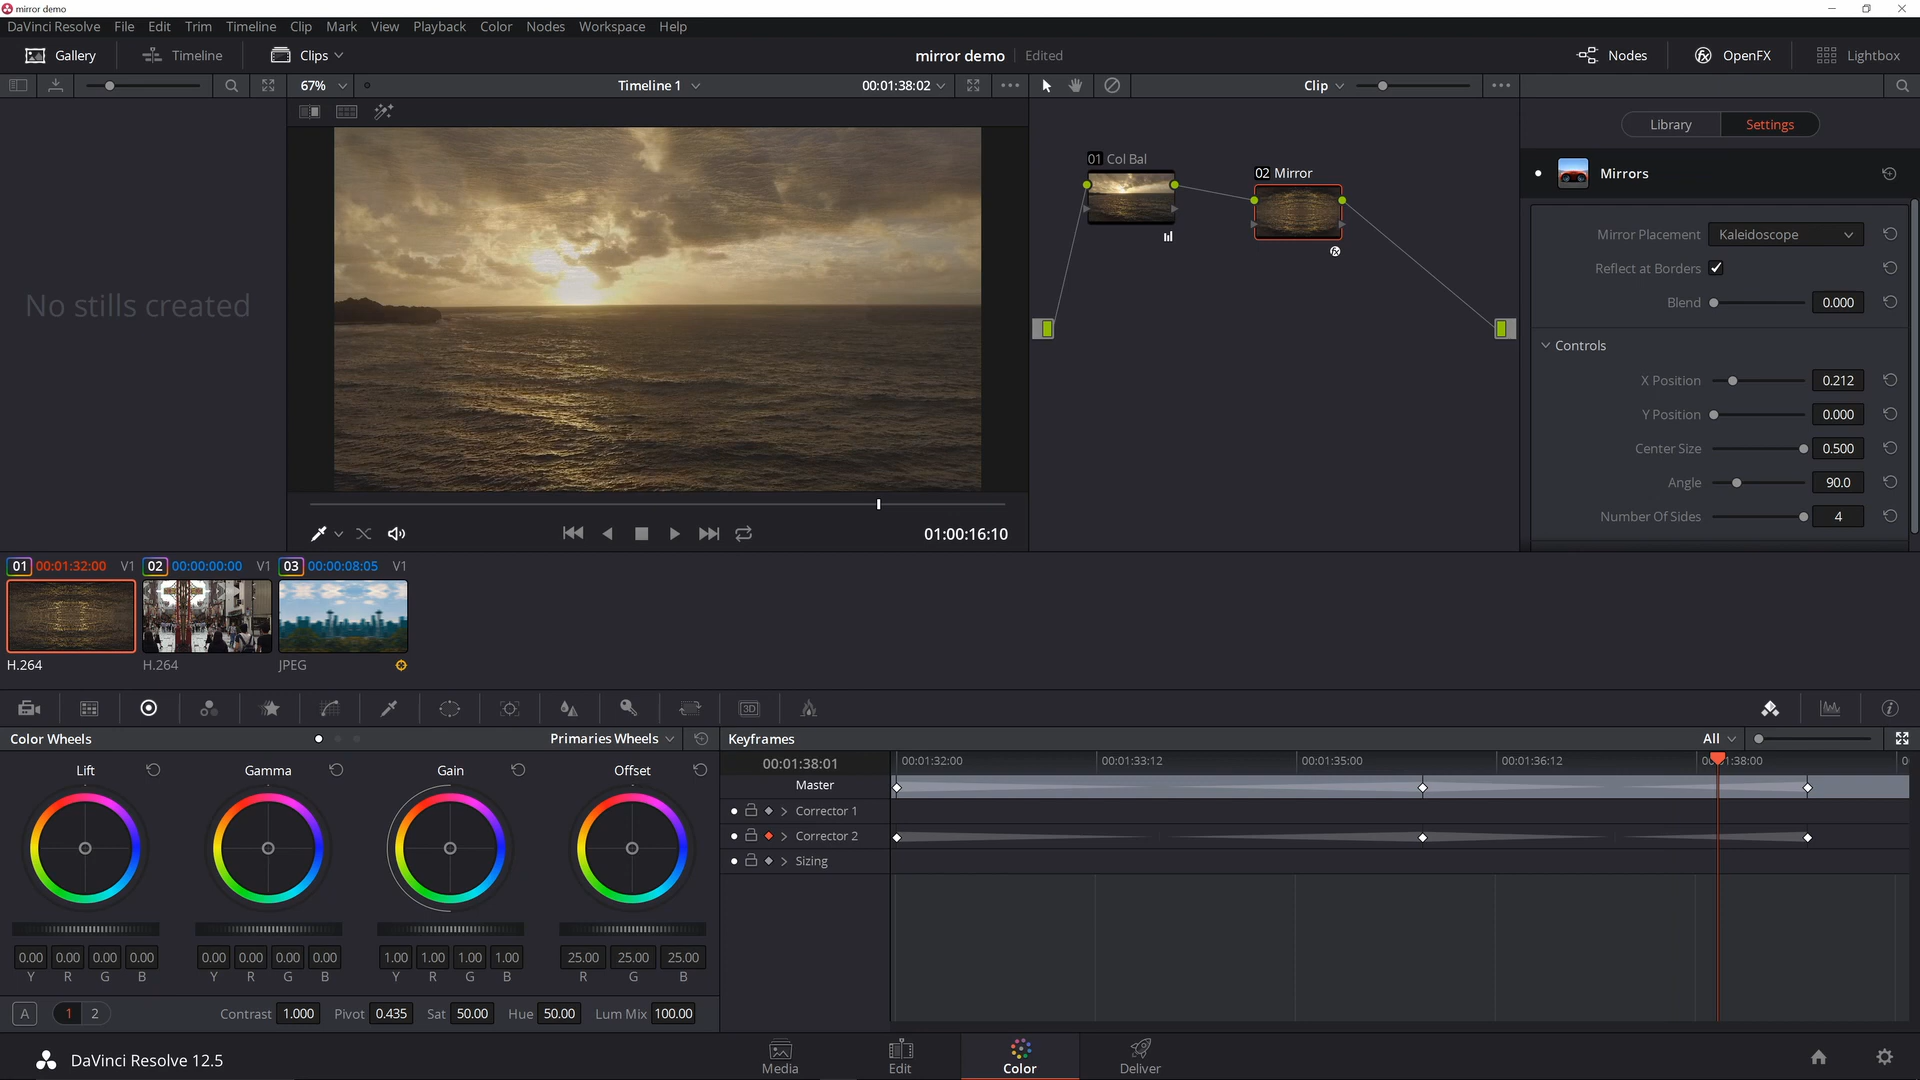 mirror demo
DaVinci Resolve File Edit Trim Timeline Clip Mark View Playback Color Nodes Workspace Help
Gallery Timeline Clips mirror demo Edited Nodes OpenFX Lightbox
67% Timeline 1 00:01:38:02 Clip
Library Settings
No stills created
01 Col Bal
02 Mirror
Mirrors
Mirror Placement Kaleidoscope
Reflect at Borders
Blend 0.000
Controls
X Position 0.212
Y Position 0.000
Center Size 0.500
Angle 90.0
Number Of Sides 4
01:00:16:10
01 00:01:32:00 V1 02 00:00:00:00 V1 03 00:00:08:05 V1
H.264 H.264 JPEG
3D
Color Wheels Primaries Wheels
Lift Gamma Gain Offset
0.00 0.00 0.00 0.00 0.00 0.00 0.00 0.00 1.00 1.00 1.00 1.00 25.00 25.00 25.00
Y R G B Y R G B Y R G B R G B
A 1 2 Contrast 1.000 Pivot 0.435 Sat 50.00 Hue 50.00 Lum Mix 100.00
Keyframes All
00:01:38:01 00:01:32:00 00:01:33:12 00:01:35:00 00:01:36:12 00:01:38:00
Master
Corrector 1
Corrector 2
Sizing
DaVinci Resolve 12.5 Media Edit Color Deliver